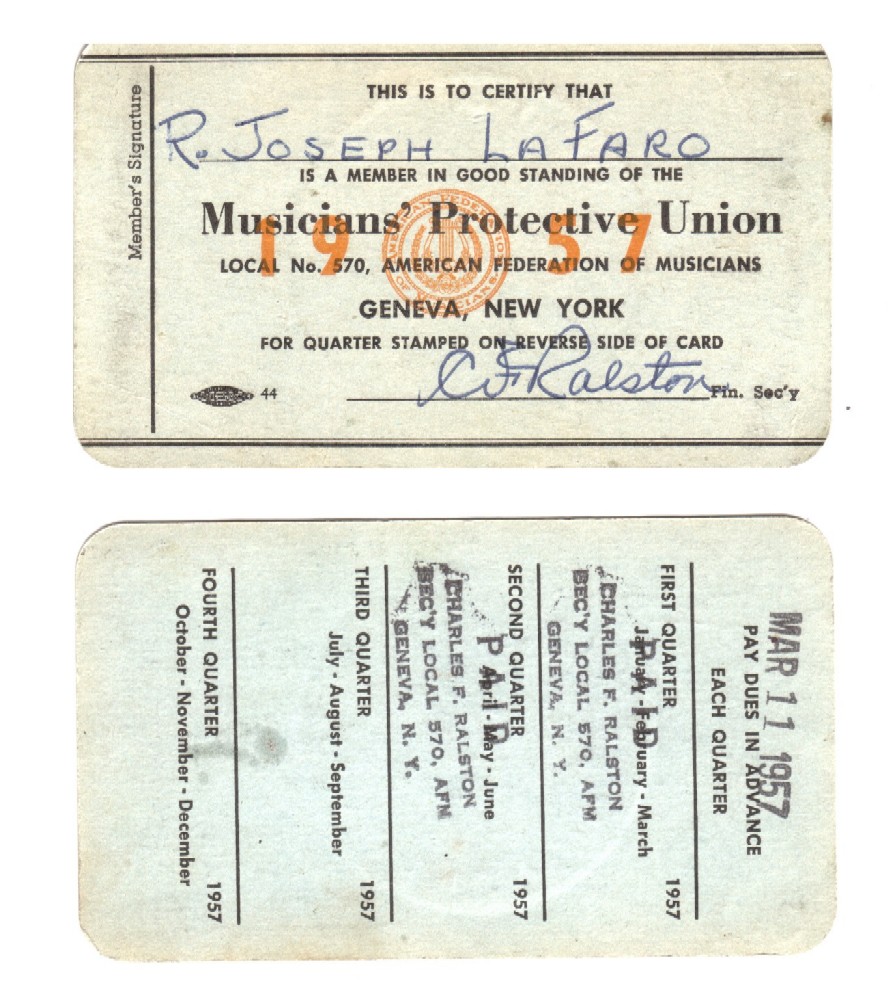 THIS IS TO CERTIFY THAT
R. JOSEPH LAFARO
IS A MEMBER IN GOOD STANDING OF THE
Musicians' Protective Union
1957
LOCAL No. 570, AMERICAN FEDERATION OF MUSICIANS
GENEVA, NEW YORK
FOR QUARTER STAMPED ON REVERSE SIDE OF CARD
C F Ralston
Fin. Sec'y
44
Member's Signature
AMERICAN FEDERATION OF MUSICIANS
MAR 11 1957
PAY DUES IN ADVANCE
EACH QUARTER
FIRST QUARTER 1957
January - February - March
PAID
CHARLES F. RALSTON
SEC'Y LOCAL 570, AFM
GENEVA, N. Y.
SECOND QUARTER 1957
April - May - June
PAID
CHARLES F. RALSTON
SEC'Y LOCAL 570, AFM
GENEVA, N. Y.
THIRD QUARTER 1957
July - August - September
FOURTH QUARTER 1957
October - November - December